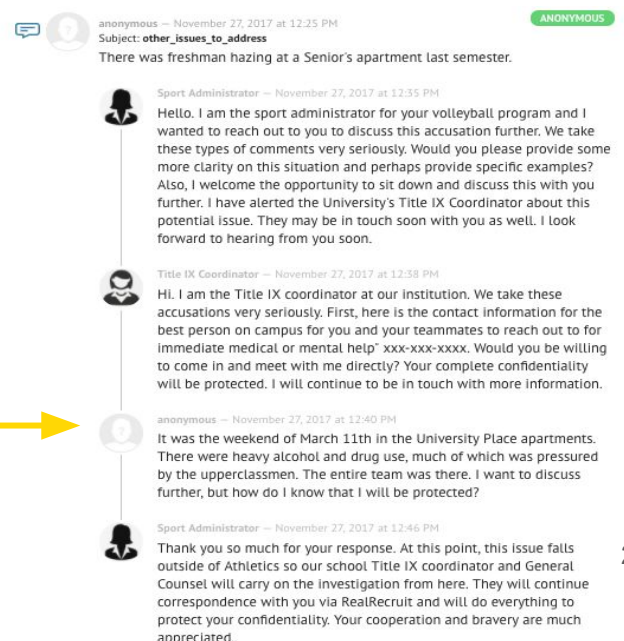 anonymous — November 27, 2017 at 12:25 PM
ANONYMOUS
Subject: other_issues_to_address
There was freshman hazing at a Senior's apartment last semester.
Sport Administrator — November 27, 2017 at 12:35 PM
Hello. I am the sport administrator for your volleyball program and I
wanted to reach out to you to discuss this accusation further. We take
these types of comments very seriously. Would you please provide some
more clarity on this situation and perhaps provide specific examples?
Also, I welcome the opportunity to sit down and discuss this with you
further. I have alerted the University's Title IX Coordinator about this
potential issue. They may be in touch soon with you as well. I look
forward to hearing from you soon.
Title IX Coordinator — November 27, 2017 at 12:38 PM
Hi. I am the Title IX coordinator at our institution. We take these
accusations very seriously. First, here is the contact information for the
best person on campus for you and your teammates to reach out to for
immediate medical or mental help" xxx-xxx-xxxx. Would you be willing
to come in and meet with me directly? Your complete confidentiality
will be protected. I will continue to be in touch with more information.
anonymous — November 27, 2017 at 12:40 PM
It was the weekend of March 11th in the University Place apartments.
There were heavy alcohol and drug use, much of which was pressured
by the upperclassmen. The entire team was there. I want to discuss
further, but how do I know that I will be protected?
Sport Administrator — November 27, 2017 at 12:46 PM
Thank you so much for your response. At this point, this issue falls
outside of Athletics so our school Title IX coordinator and General
Counsel will carry on the investigation from here. They will continue
correspondence with you via RealRecruit and will do everything to
protect your confidentiality. Your cooperation and bravery are much
appreciated.